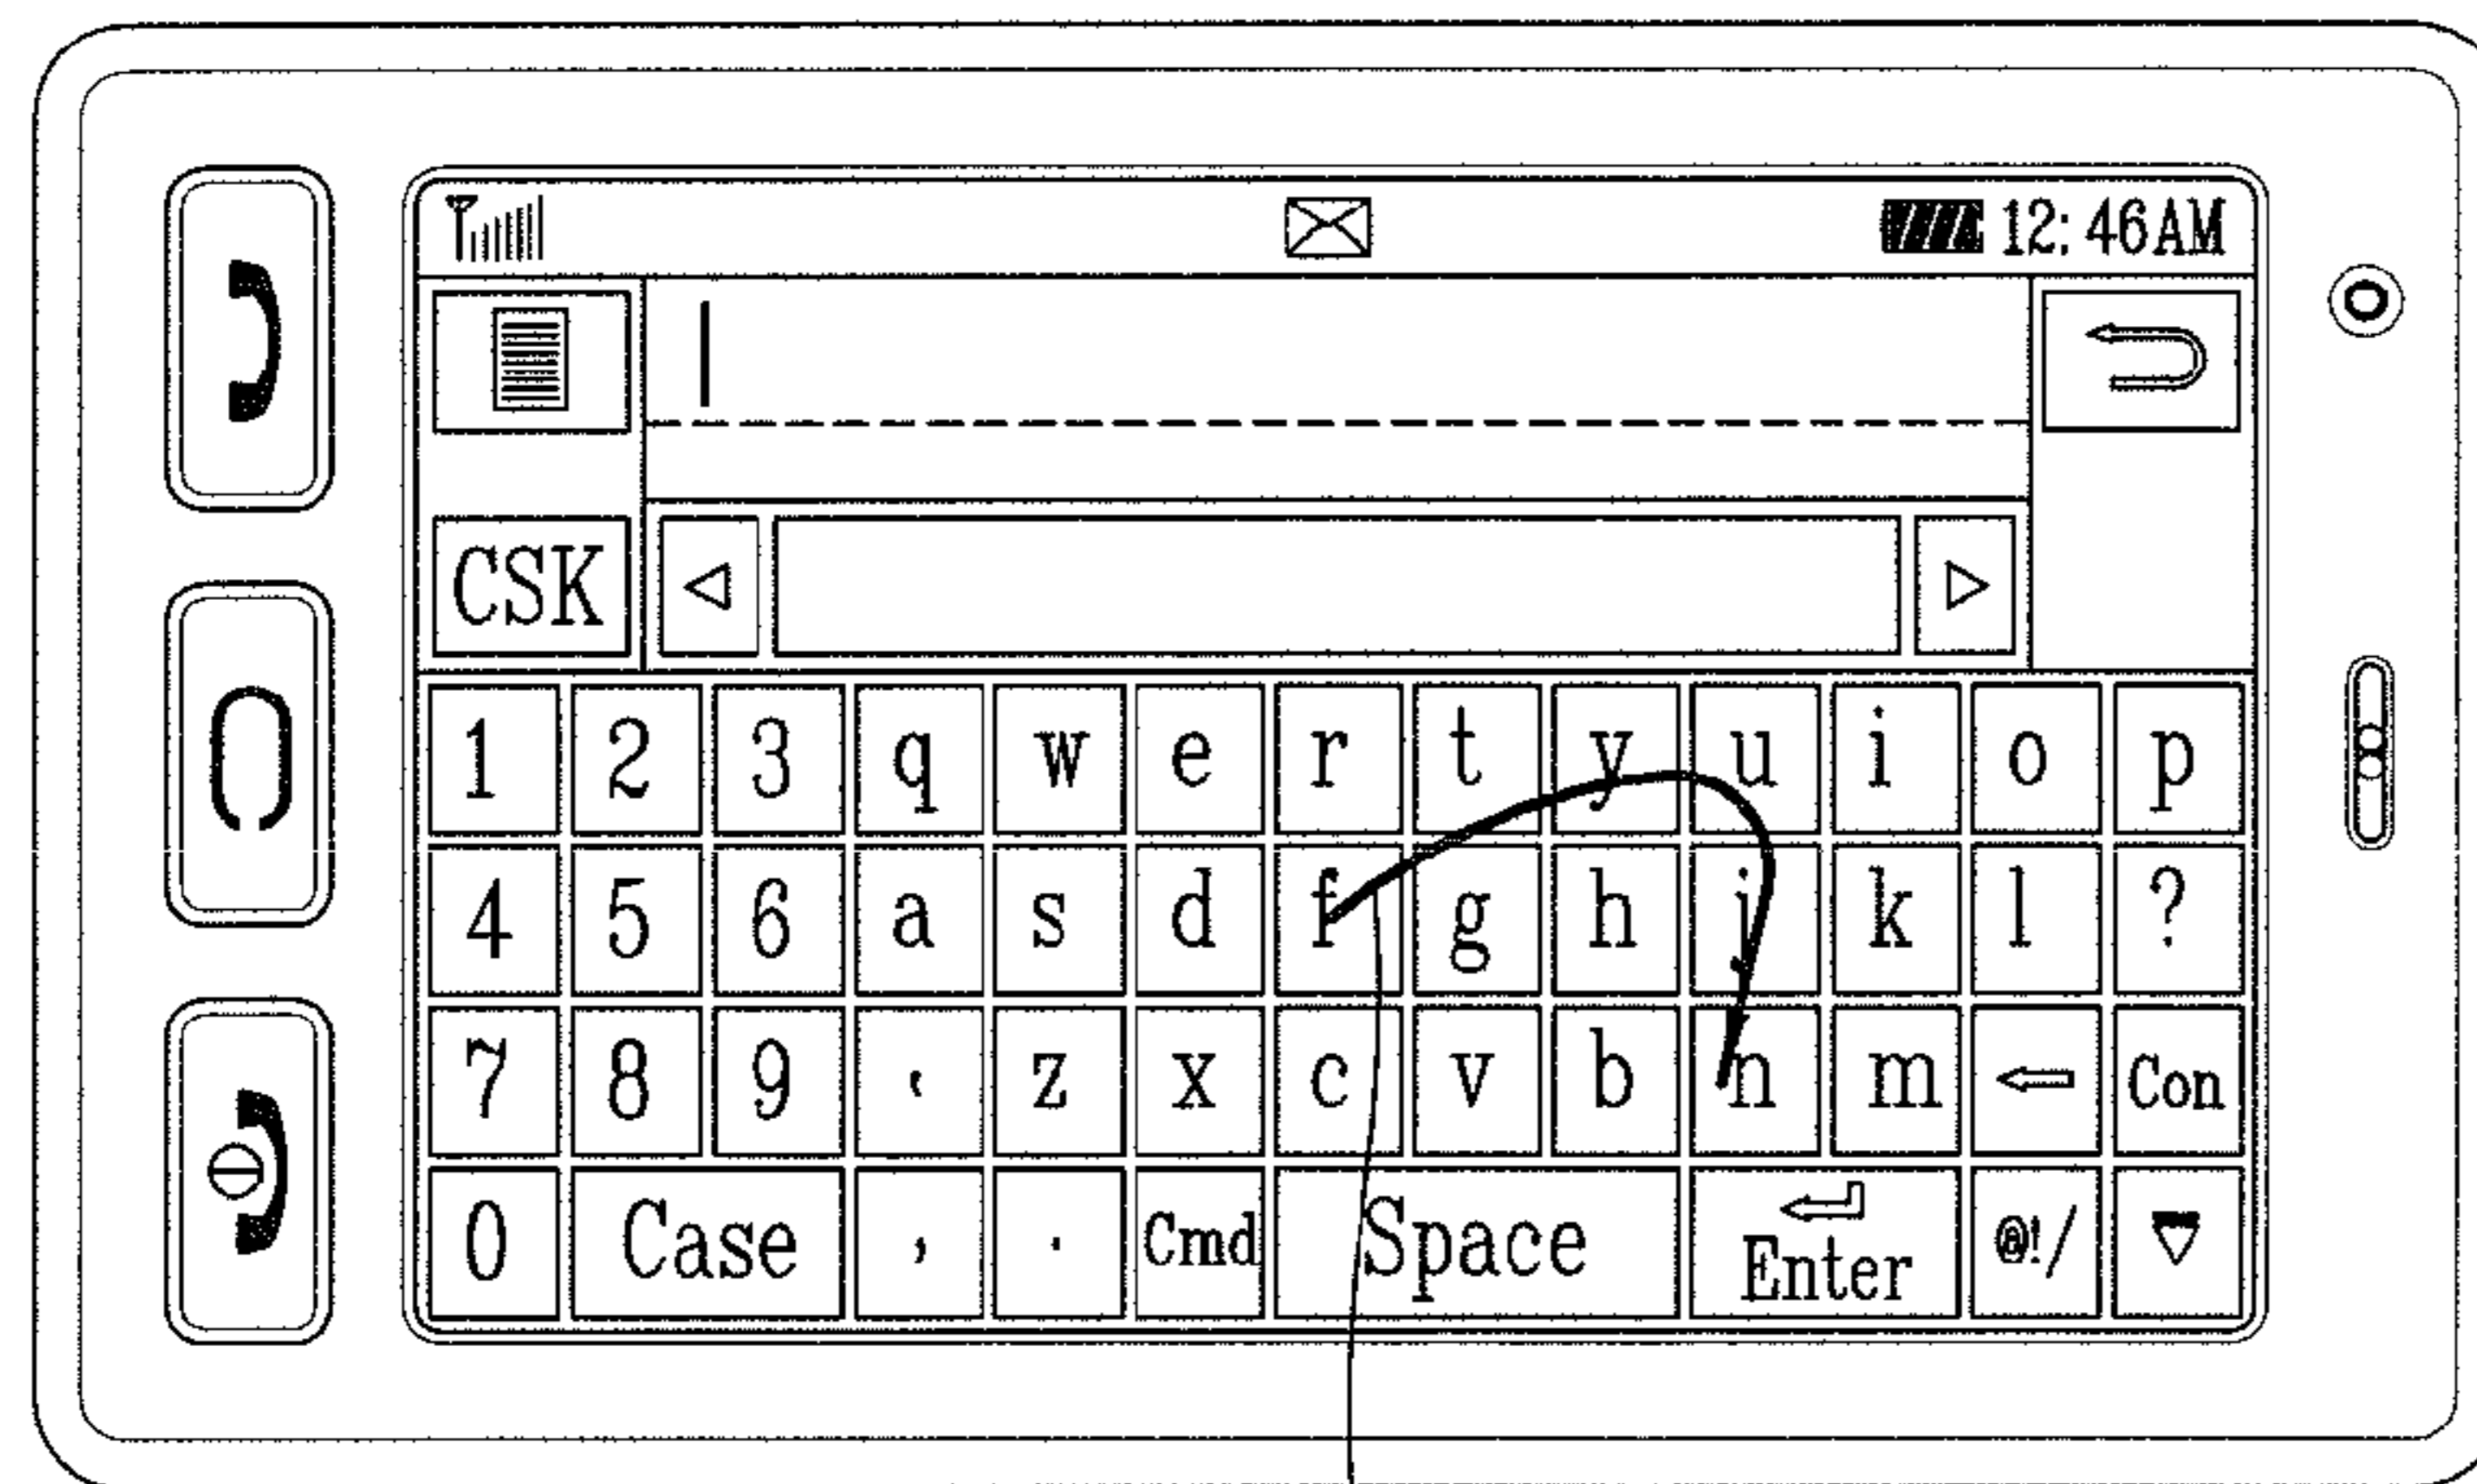 12:46AM
CSK
1 2 3 q w e r t y u i o p
4 5 6 a s d f g h j k l ?
7 8 9 ‘ z x c v b n m Con
0 Case , . Cmd Space Enter @!/